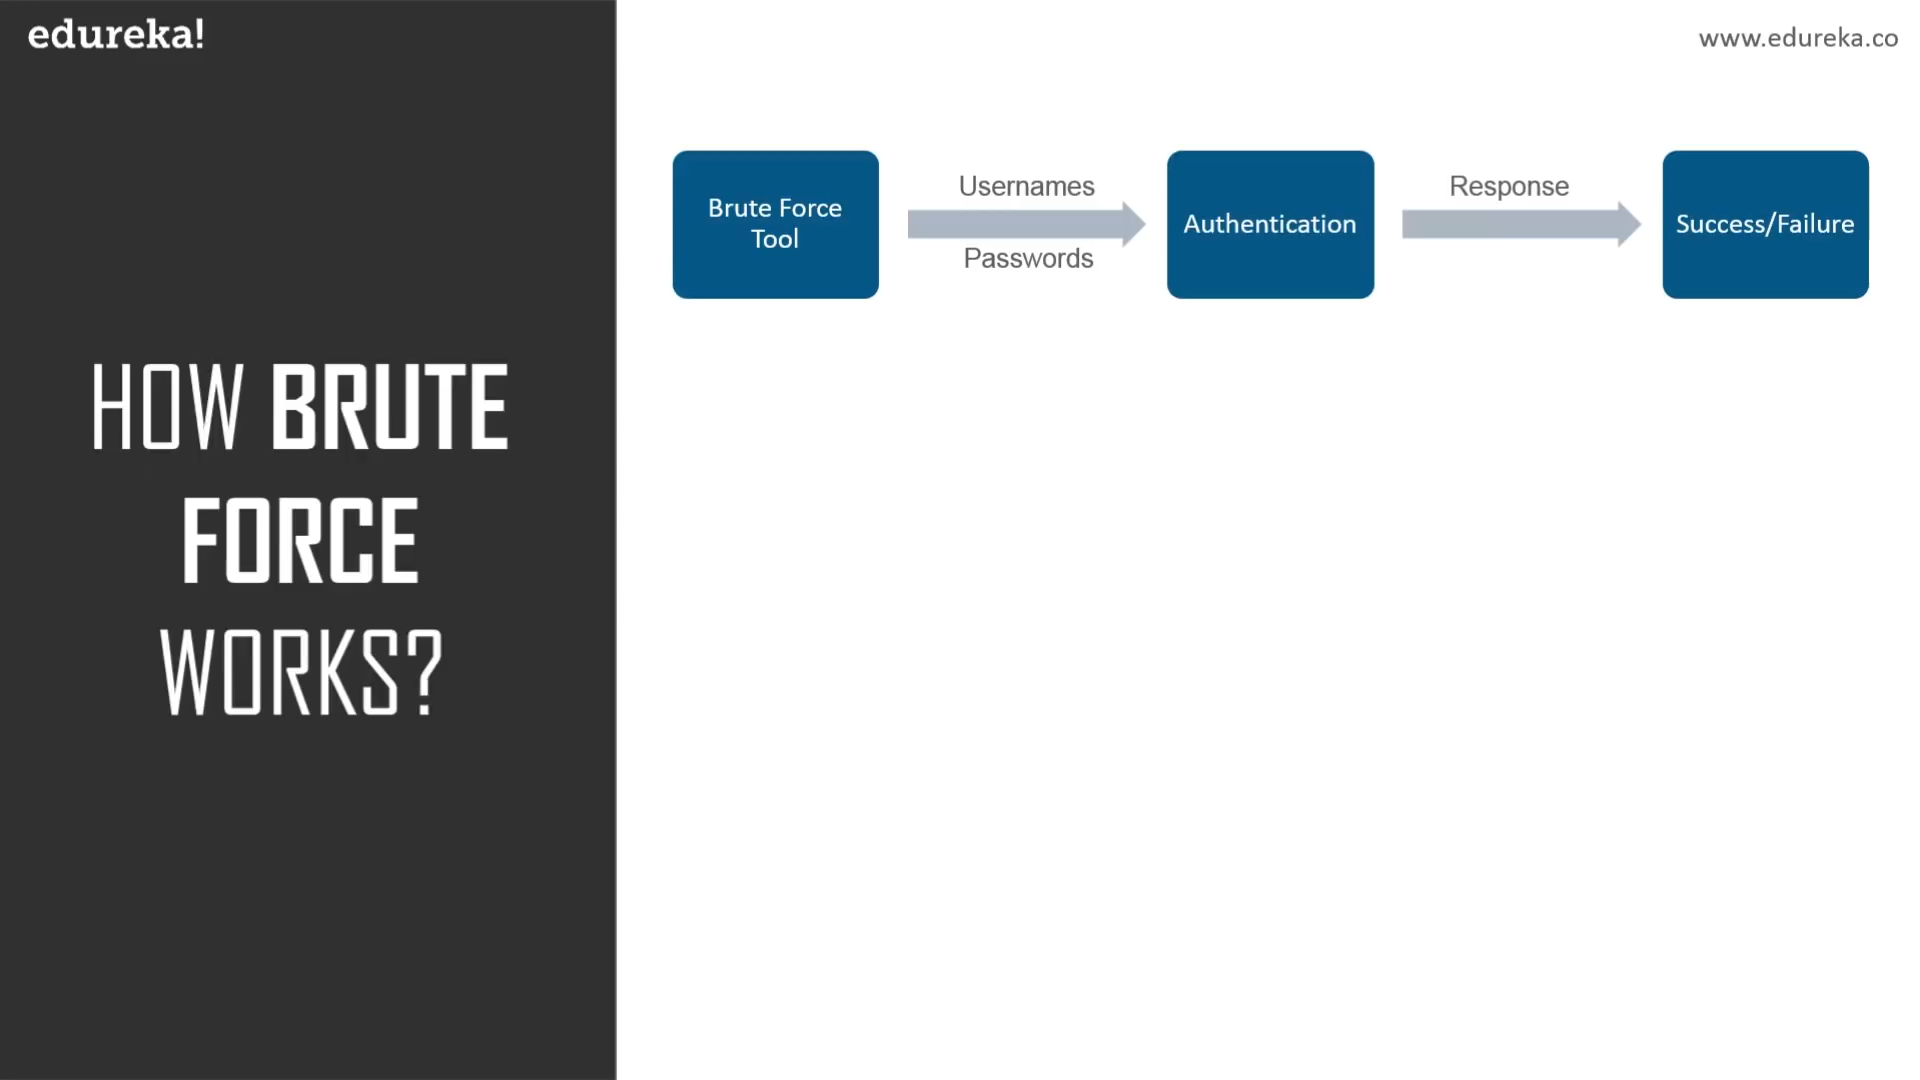 edureka!
www.edureka.co
HOW BRUTE
FORCE
WORKS?
Brute Force
Tool
Usernames
Passwords
Authentication
Response
Success/Failure